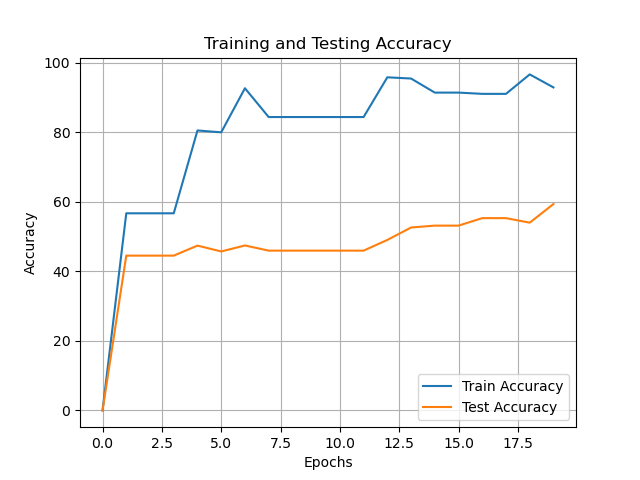 Training and Testing Accuracy
100
80
60
40
20
0
Accuracy
0.0 2.5 5.0 7.5 10.0 12.5 15.0 17.5
Epochs
Train Accuracy
Test Accuracy